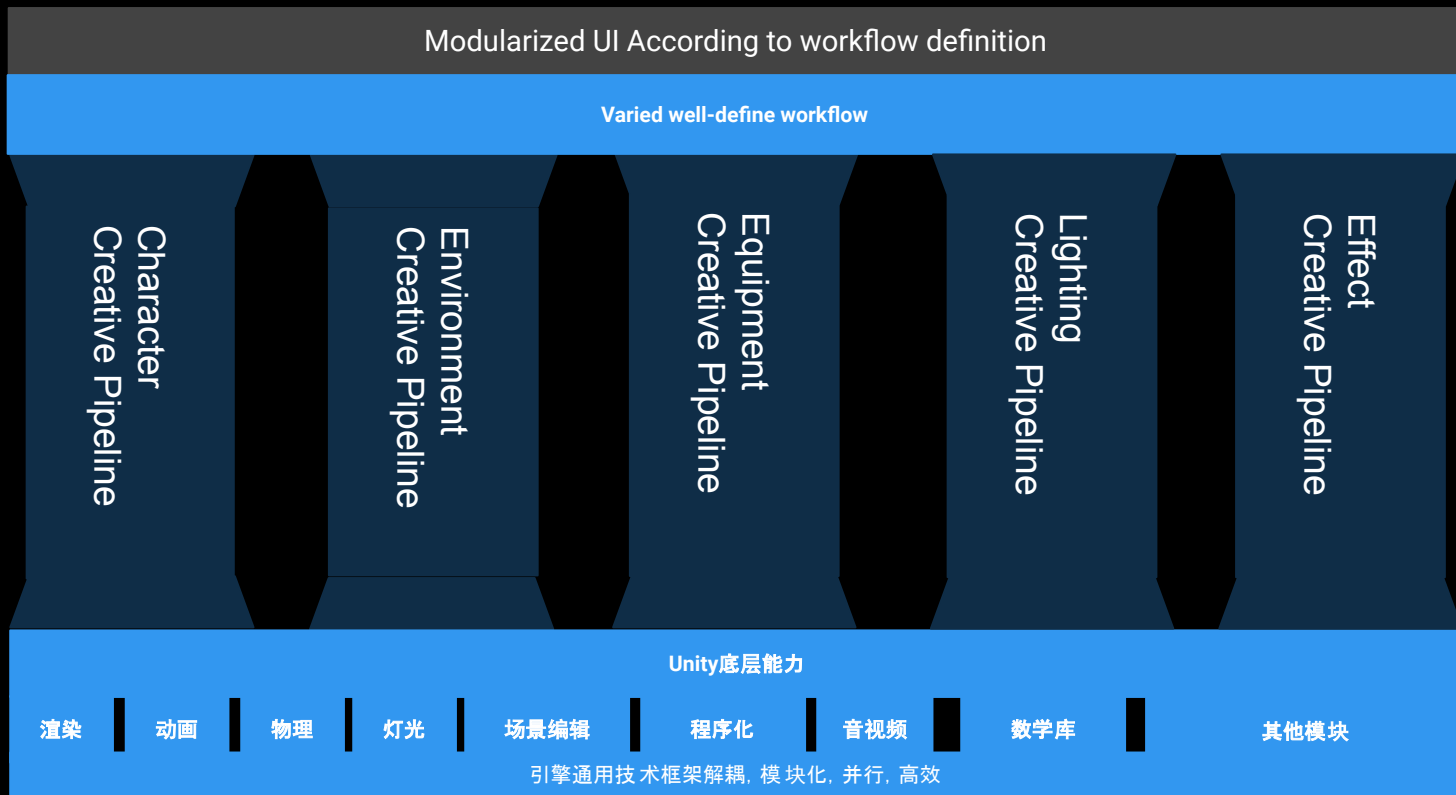 Modularized UI According to workflow definition
Varied well-define workflow
Character
Creative Pipeline
Environment
Creative Pipeline
Equipment
Creative Pipeline
Lighting
Creative Pipeline
Effect
Creative Pipeline
Unity底层能力
渲染
动画
物理
灯光
场景编辑
程序化
音视频
数学库
其他模块
引擎通用技术框架解耦, 模块化, 并行, 高效